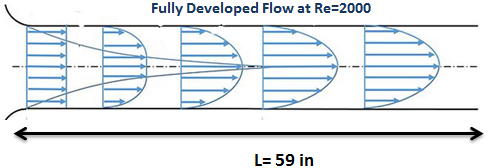 Fully Developed Flow at Re=2000
L= 59 in